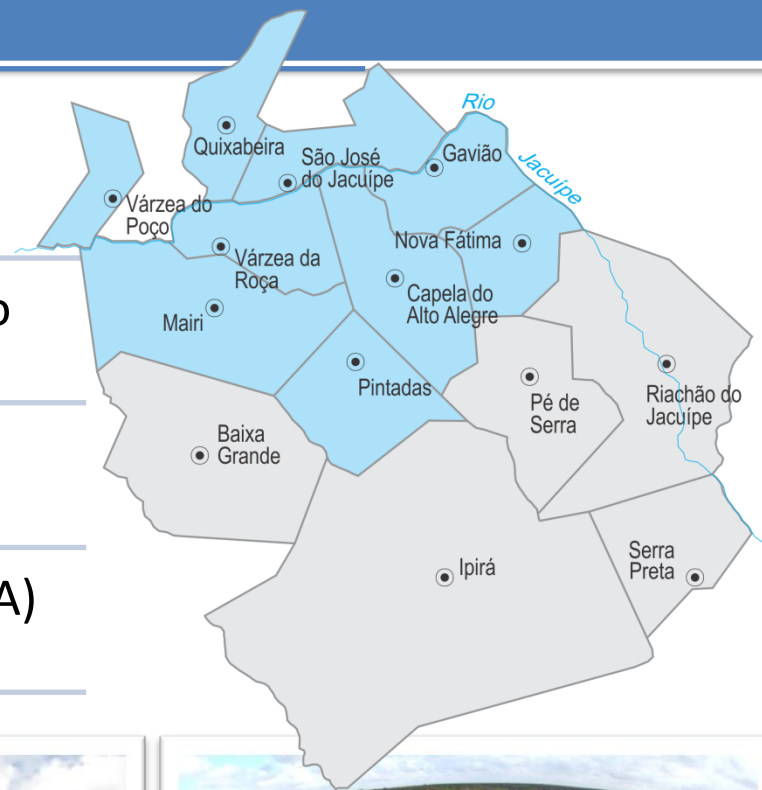 Rio
Jacuípe
Quixabeira
São José
do Jacuípe
Gavião
Várzea do
Poço
Nova Fátima
Várzea da
Roça
Capela do
Alto Alegre
Mairi
o
Pintadas
Riachão do
Jacuípe
Pé de
Serra
Baixa
Grande
Serra
Preta
Ipirá
A)